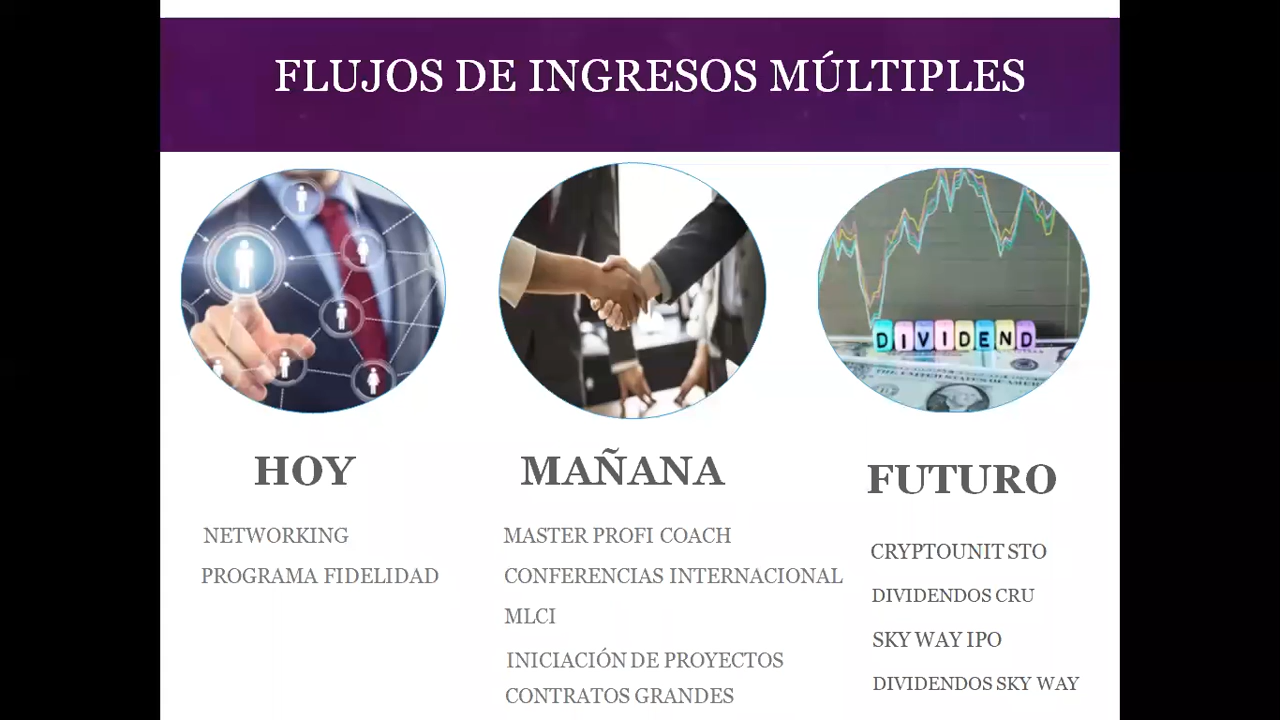 FLUJOS DE INGRESOS MÚLTIPLES
DIVIDEND
HOY
NETWORKING
PROGRAMA FIDELIDAD
MAÑANA
MASTER PROFI COACH
CONFERENCIAS INTERNACIONAL
MLCI
INICIACIÓN DE PROYECTOS
CONTRATOS GRANDES
FUTURO
CRYPTOUNIT STO
DIVIDENDOS CRU
SKY WAY IPO
DIVIDENDOS SKY WAY